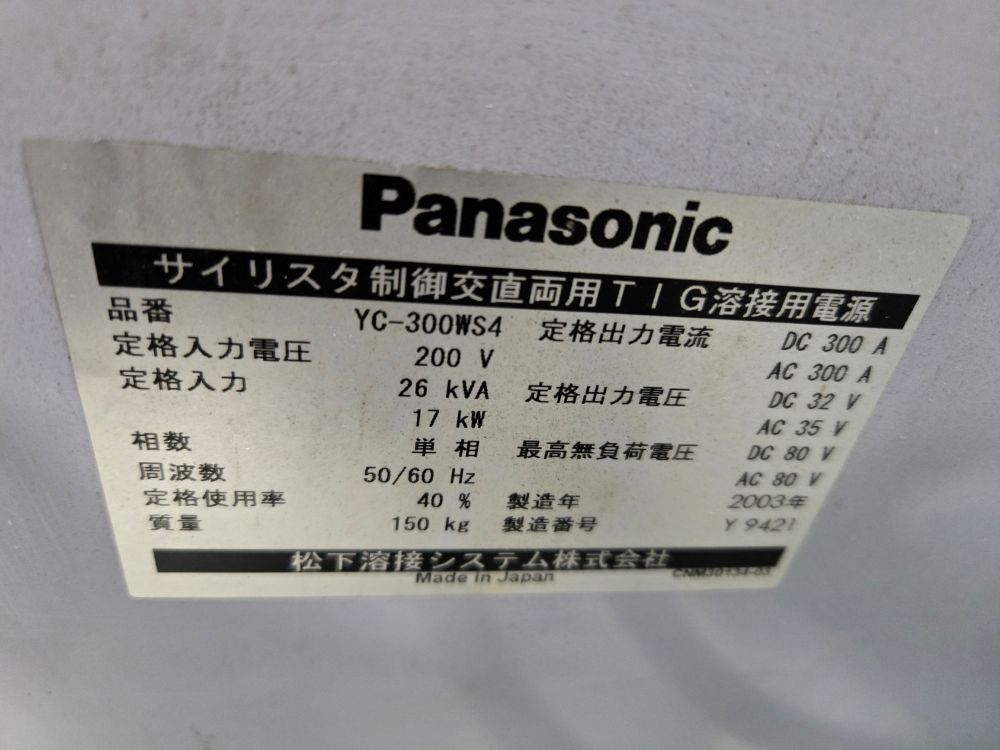 Panasonic
サイリスタ制御交直両用TIG溶接用電源
品番 YC-300WS4 定格出力電流 DC 300 A
定格入力電圧 200 V AC 300 A
定格入力 26 kVA 定格出力電圧 DC 32 V
17 kW AC 35 V
相数 単相 最高無負荷電圧 DC 80 V
周波数 50/60 Hz AC 80 V
定格使用率 40 % 製造年 2003年
質量 150 kg 製造番号 Y 9421
松下溶接システム株式会社
Made in Japan CNM30134-03